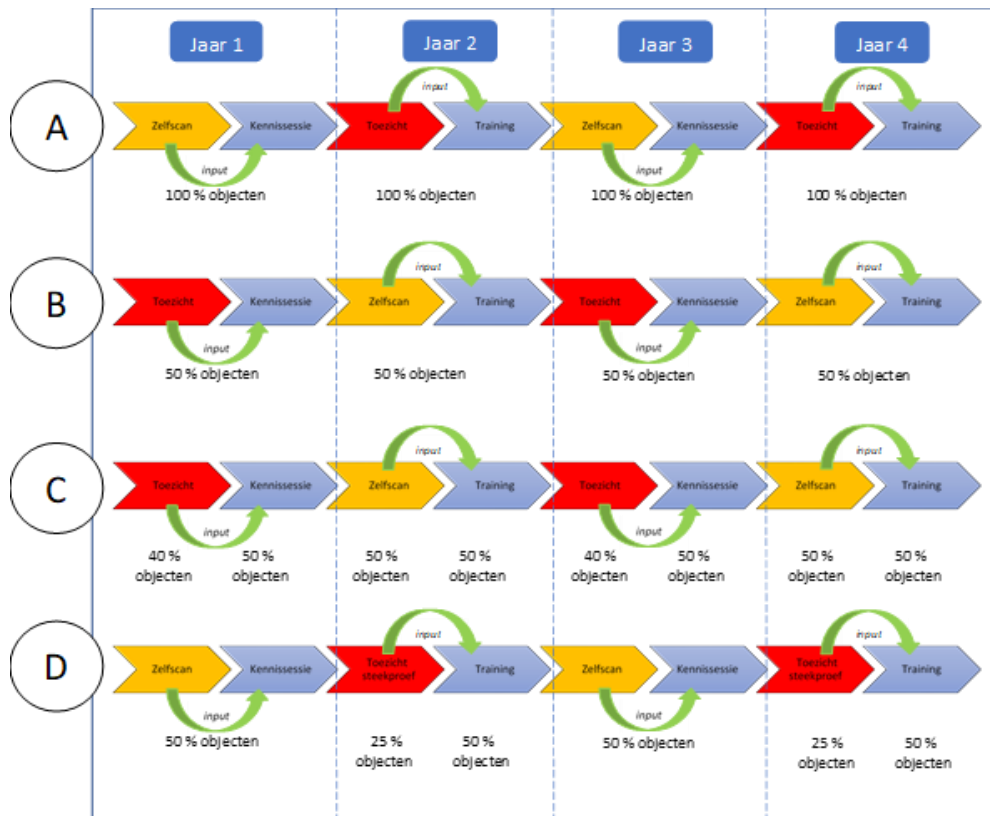 Jaar 1
Jaar 2
Jaar 3
Jaar 4
A
Zelfscan
Kennissessie
Toezicht
Training
Zelfscan
Kennissessie
Toezicht
Training
input
input
input
input
100 % objecten
100 % objecten
100 % objecten
100 % objecten
B
Toezicht
Kennissessie
Zelfscan
Training
Toezicht
Kennissessie
Zelfscan
Training
input
input
input
input
50 % objecten
50 % objecten
50 % objecten
50 % objecten
C
Toezicht
Kennissessie
Zelfscan
Training
Toezicht
Kennissessie
Zelfscan
Training
input
input
input
input
40 %
objecten
50 %
objecten
50 %
objecten
50 %
objecten
40 %
objecten
50 %
objecten
50 %
objecten
50 %
objecten
D
Zelfscan
Kennissessie
Toezicht
steekproef
Training
Zelfscan
Kennissessie
Toezicht
steekproef
Training
input
input
input
input
50 % objecten
25 %
objecten
50 %
objecten
50 % objecten
25 %
objecten
50 %
objecten